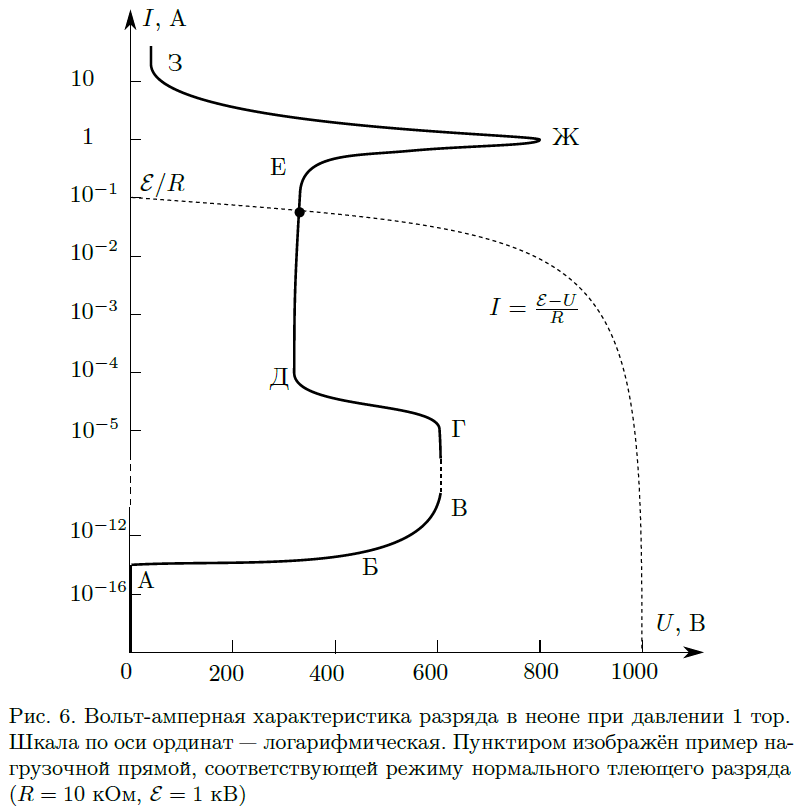 I, А
З
10
1
Ж
Е
ℰ/R
10⁻¹
10⁻²
I = (ℰ−U)/R
10⁻³
10⁻⁴
Д
10⁻⁵
Г
В
10⁻¹²
Б
А
10⁻¹⁶
U, В
0 200 400 600 800 1000
Рис. 6. Вольт-амперная характеристика разряда в неоне при давлении 1 тор.
Шкала по оси ординат — логарифмическая. Пунктиром изображён пример на-
грузочной прямой, соответствующей режиму нормального тлеющего разряда
(R = 10 кОм, ℰ = 1 кВ)